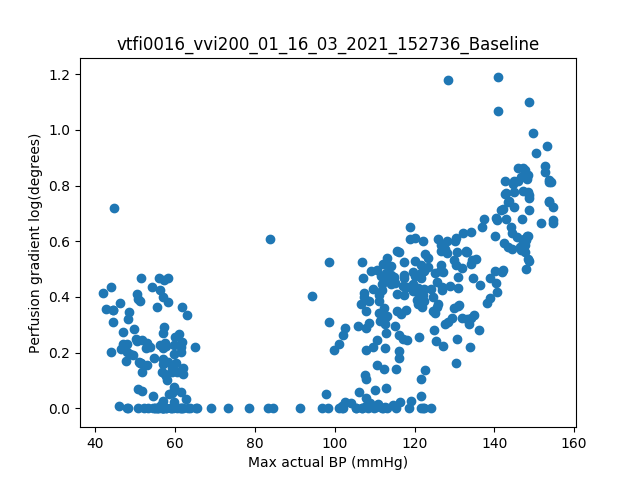 vtfi0016_vvi200_01_16_03_2021_152736_Baseline
1.2
1.0
0.8
0.6
0.4
0.2
0.0
Perfusion gradient log(degrees)
40 60 80 100 120 140 160
Max actual BP (mmHg)